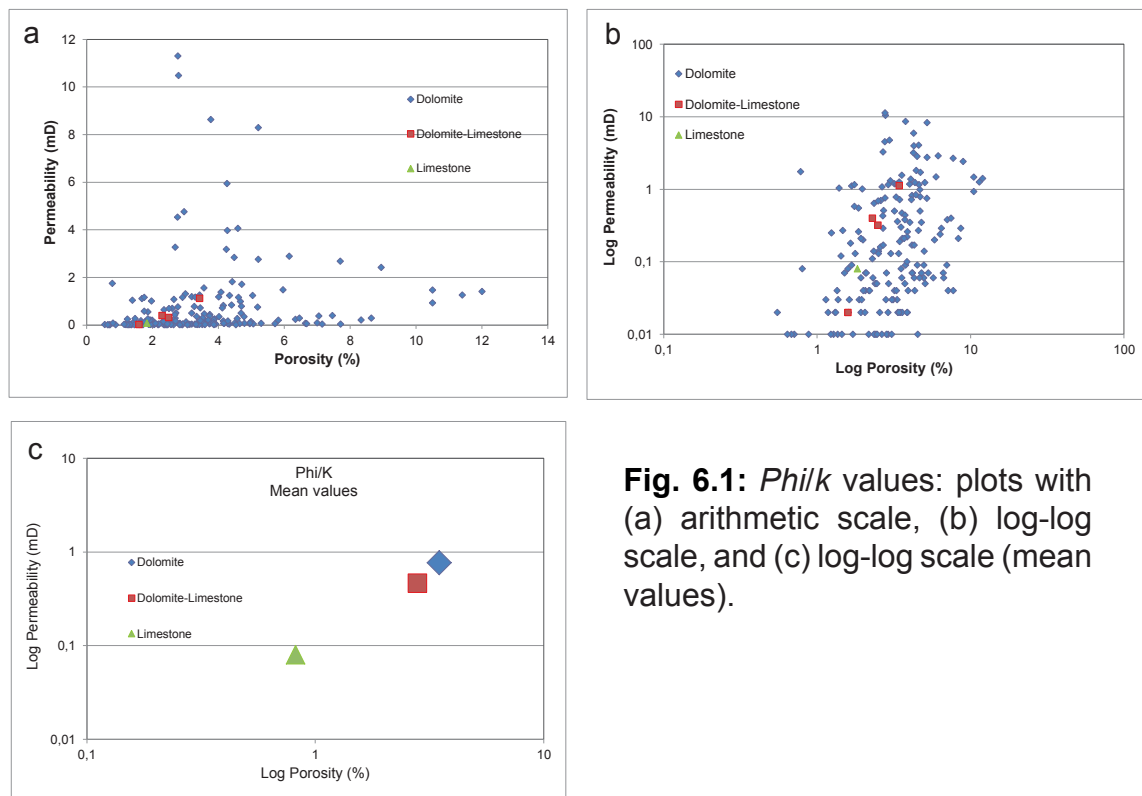 a
12
10
8
6
4
2
0
0 2 4 6 8 10 12 14
Permeability (mD)
Porosity (%)
Dolomite
Dolomite-Limestone
Limestone
b
100
10
1
0,1
0,01
0,1 1 10 100
Log Permeability (mD)
Log Porosity (%)
Dolomite
Dolomite-Limestone
Limestone
c
Phi/K
Mean values
10
1
0,1
0,01
0,1 1 10
Log Permeability (mD)
Log Porosity (%)
Dolomite
Dolomite-Limestone
Limestone
Fig. 6.1: Phi/k values: plots with
(a) arithmetic scale, (b) log-log
scale, and (c) log-log scale (mean
values).